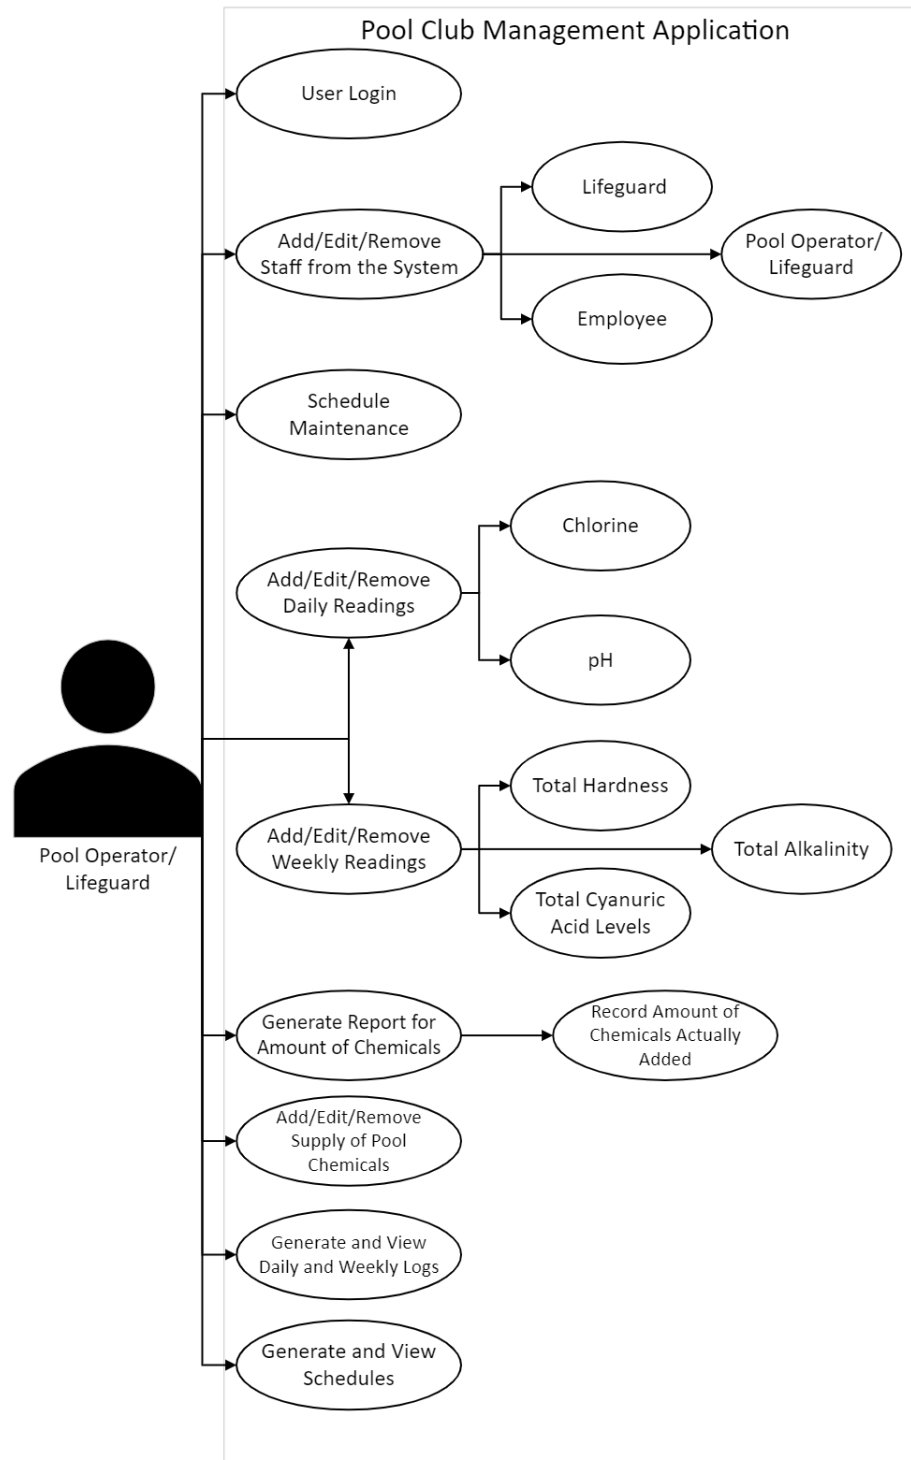 Pool Club Management Application
User Login
Lifeguard
Add/Edit/Remove
Staff from the System
Pool Operator/
Lifeguard
Employee
Schedule
Maintenance
Chlorine
Add/Edit/Remove
Daily Readings
pH
Pool Operator/
Lifeguard
Total Hardness
Add/Edit/Remove
Weekly Readings
Total Alkalinity
Total Cyanuric
Acid Levels
Generate Report for
Amount of Chemicals
Record Amount of
Chemicals Actually
Added
Add/Edit/Remove
Supply of Pool
Chemicals
Generate and View
Daily and Weekly Logs
Generate and View
Schedules